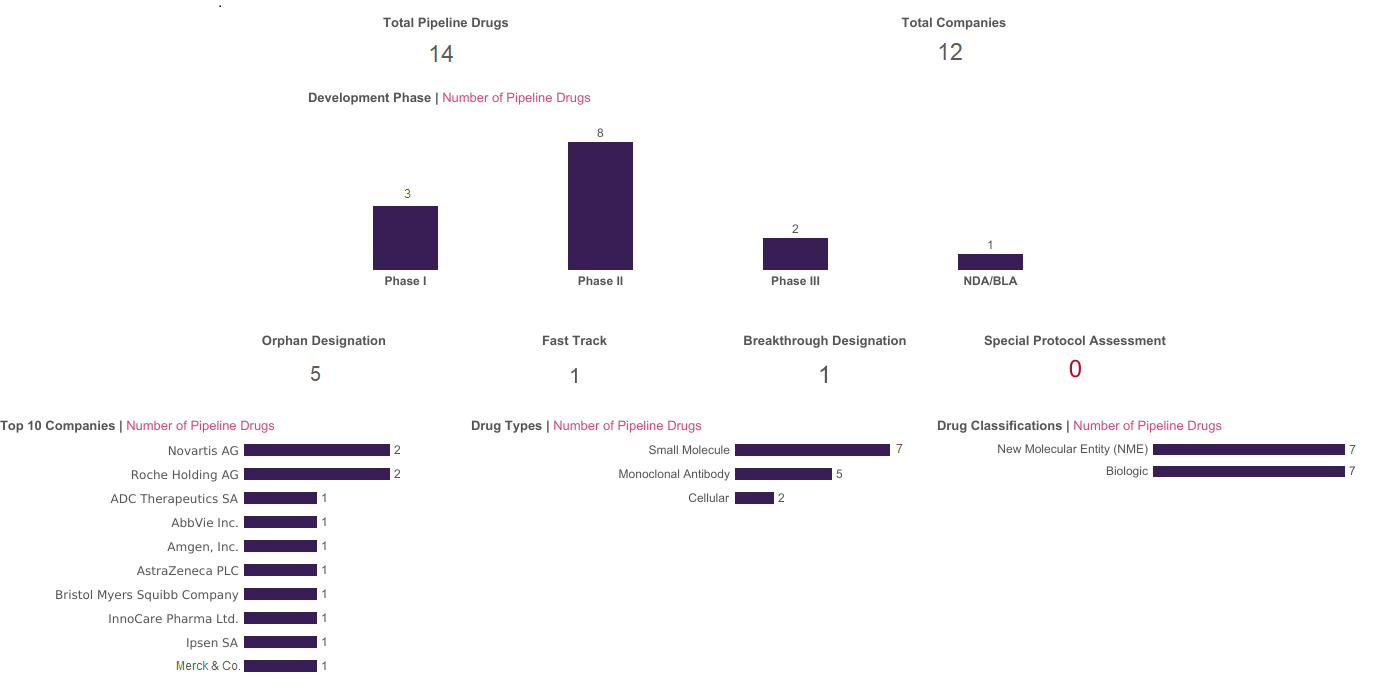 .
Total Pipeline Drugs
14
Total Companies
12
Development Phase | Number of Pipeline Drugs
3
8
2
1
Phase I
Phase II
Phase III
NDA/BLA
Orphan Designation
5
Fast Track
1
Breakthrough Designation
1
Special Protocol Assessment
0
Top 10 Companies | Number of Pipeline Drugs
Novartis AG 2
Roche Holding AG 2
ADC Therapeutics SA 1
AbbVie Inc. 1
Amgen, Inc. 1
AstraZeneca PLC 1
Bristol Myers Squibb Company 1
InnoCare Pharma Ltd. 1
Ipsen SA 1
Merck & Co. 1
Drug Types | Number of Pipeline Drugs
Small Molecule 7
Monoclonal Antibody 5
Cellular 2
Drug Classifications | Number of Pipeline Drugs
New Molecular Entity (NME) 7
Biologic 7